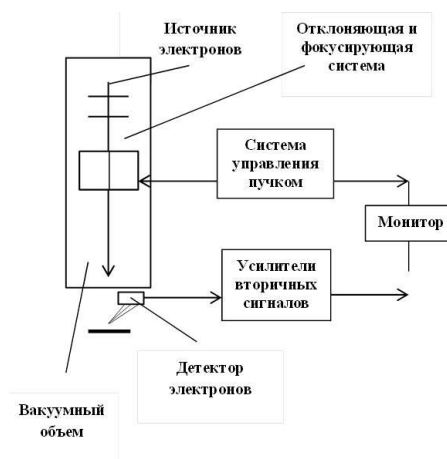 Источник
электронов
Отклоняющая и
фокусирующая
система
Система
управления
пучком
Монитор
Усилители
вторичных
сигналов
Детектор
электронов
Вакуумный
объем